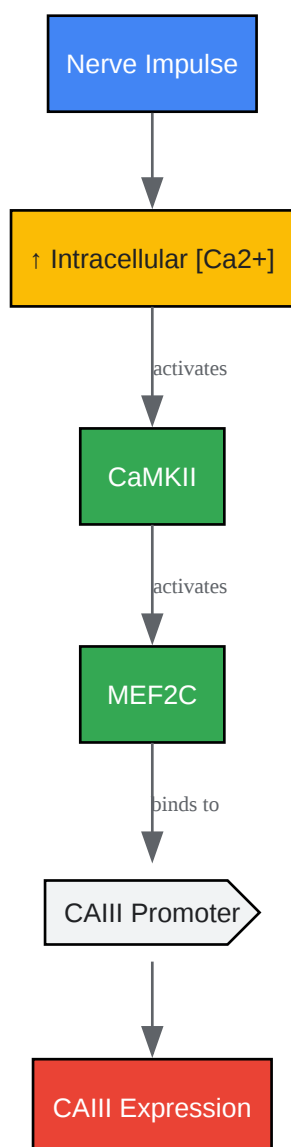 Nerve Impulse
↑ Intracellular [Ca2+]
activates
CaMKII
activates
MEF2C
binds to
CAIII Promoter
CAIII Expression